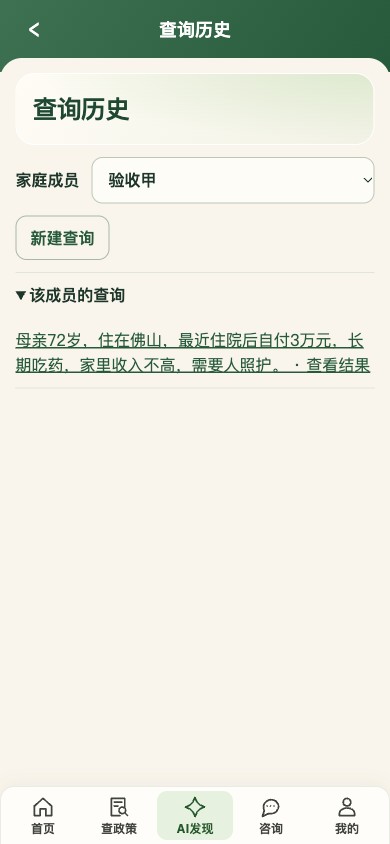 查询历史
查询历史
家庭成员 验收甲
新建查询
▼该成员的查询
母亲72岁，住在佛山，最近住院后自付3万元，长
期吃药，家里收入不高，需要人照护。 · 查看结果
首页 查政策 AI发现 咨询 我的